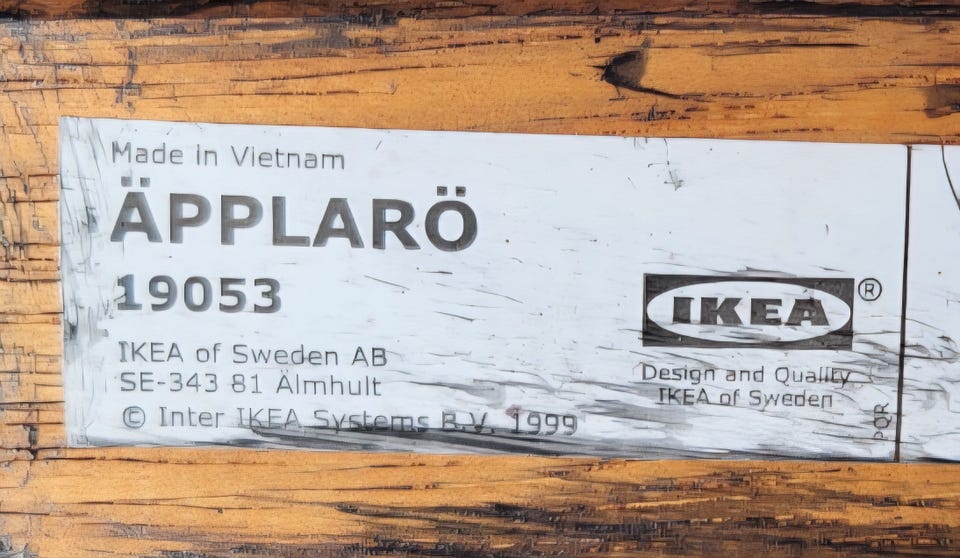 Made in Vietnam
ÄPPLARÖ
19053
IKEA of Sweden AB
SE-343 81 Älmhult
© Inter IKEA Systems B.V. 1999
IKEA®
Design and Quality
IKEA of Sweden
PQR